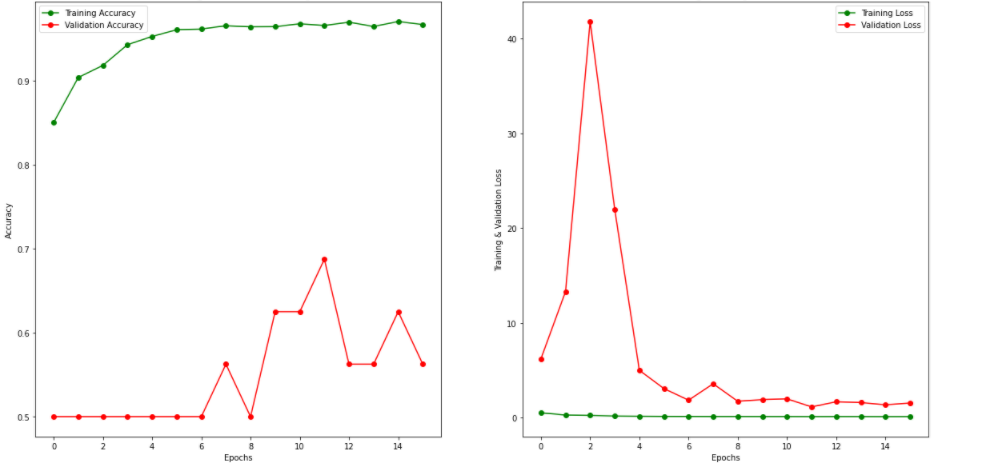 Training Accuracy
Validation Accuracy
0.9
0.8
0.7
0.6
0.5
Accuracy
0 2 4 6 8 10 12 14
Epochs
Training Loss
Validation Loss
40
30
20
10
0
Training & Validation Loss
0 2 4 6 8 10 12 14
Epochs